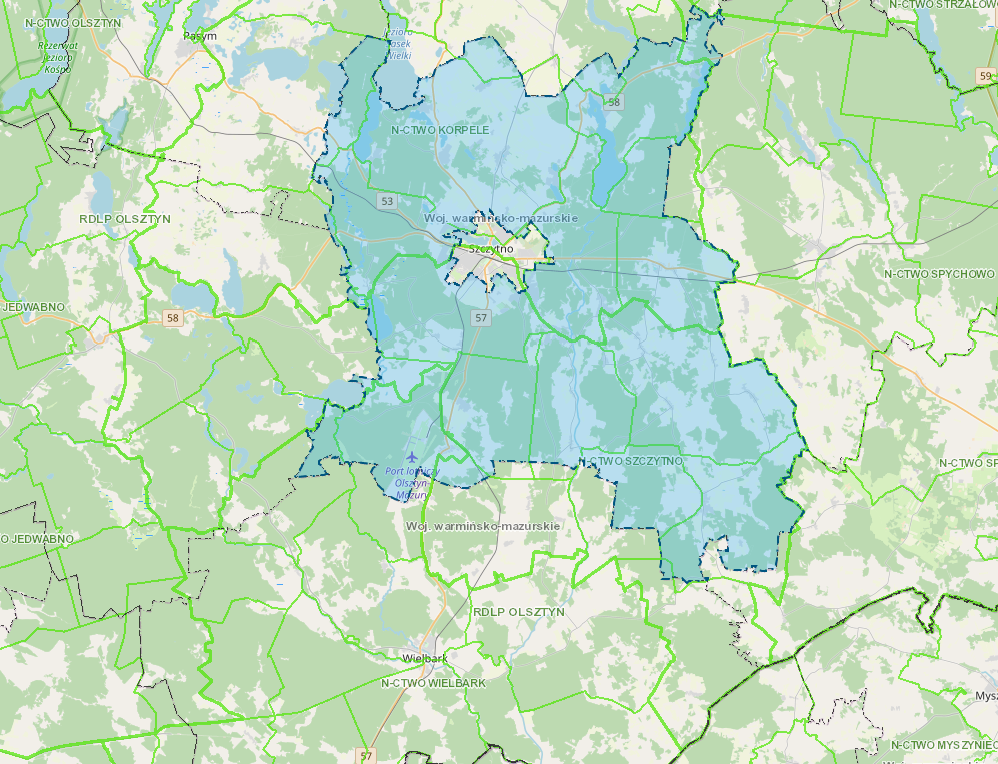 N-CTWO STRZAŁOWO
N-CTWO OLSZTYN
Pasym
Rezerwat
Jezioro
Kośno
Wielki
59
58
N-CTWO KORPELE
53
RDLP OLSZTYN
Woj. warmińsko-mazurskie
Szczytno
N-CTWO SPYCHOWO
JEDWABNO
58
57
N-CTWO SZCZYTNO
N-CTWO SP
Port lotniczy
Olsztyn-
Mazury
Woj. warmińsko-mazurskie
O JEDWABNO
RDLP OLSZTYN
Wielbark
N-CTWO WIELBARK
Mysz
N-CTWO MYSZYNIEC
57